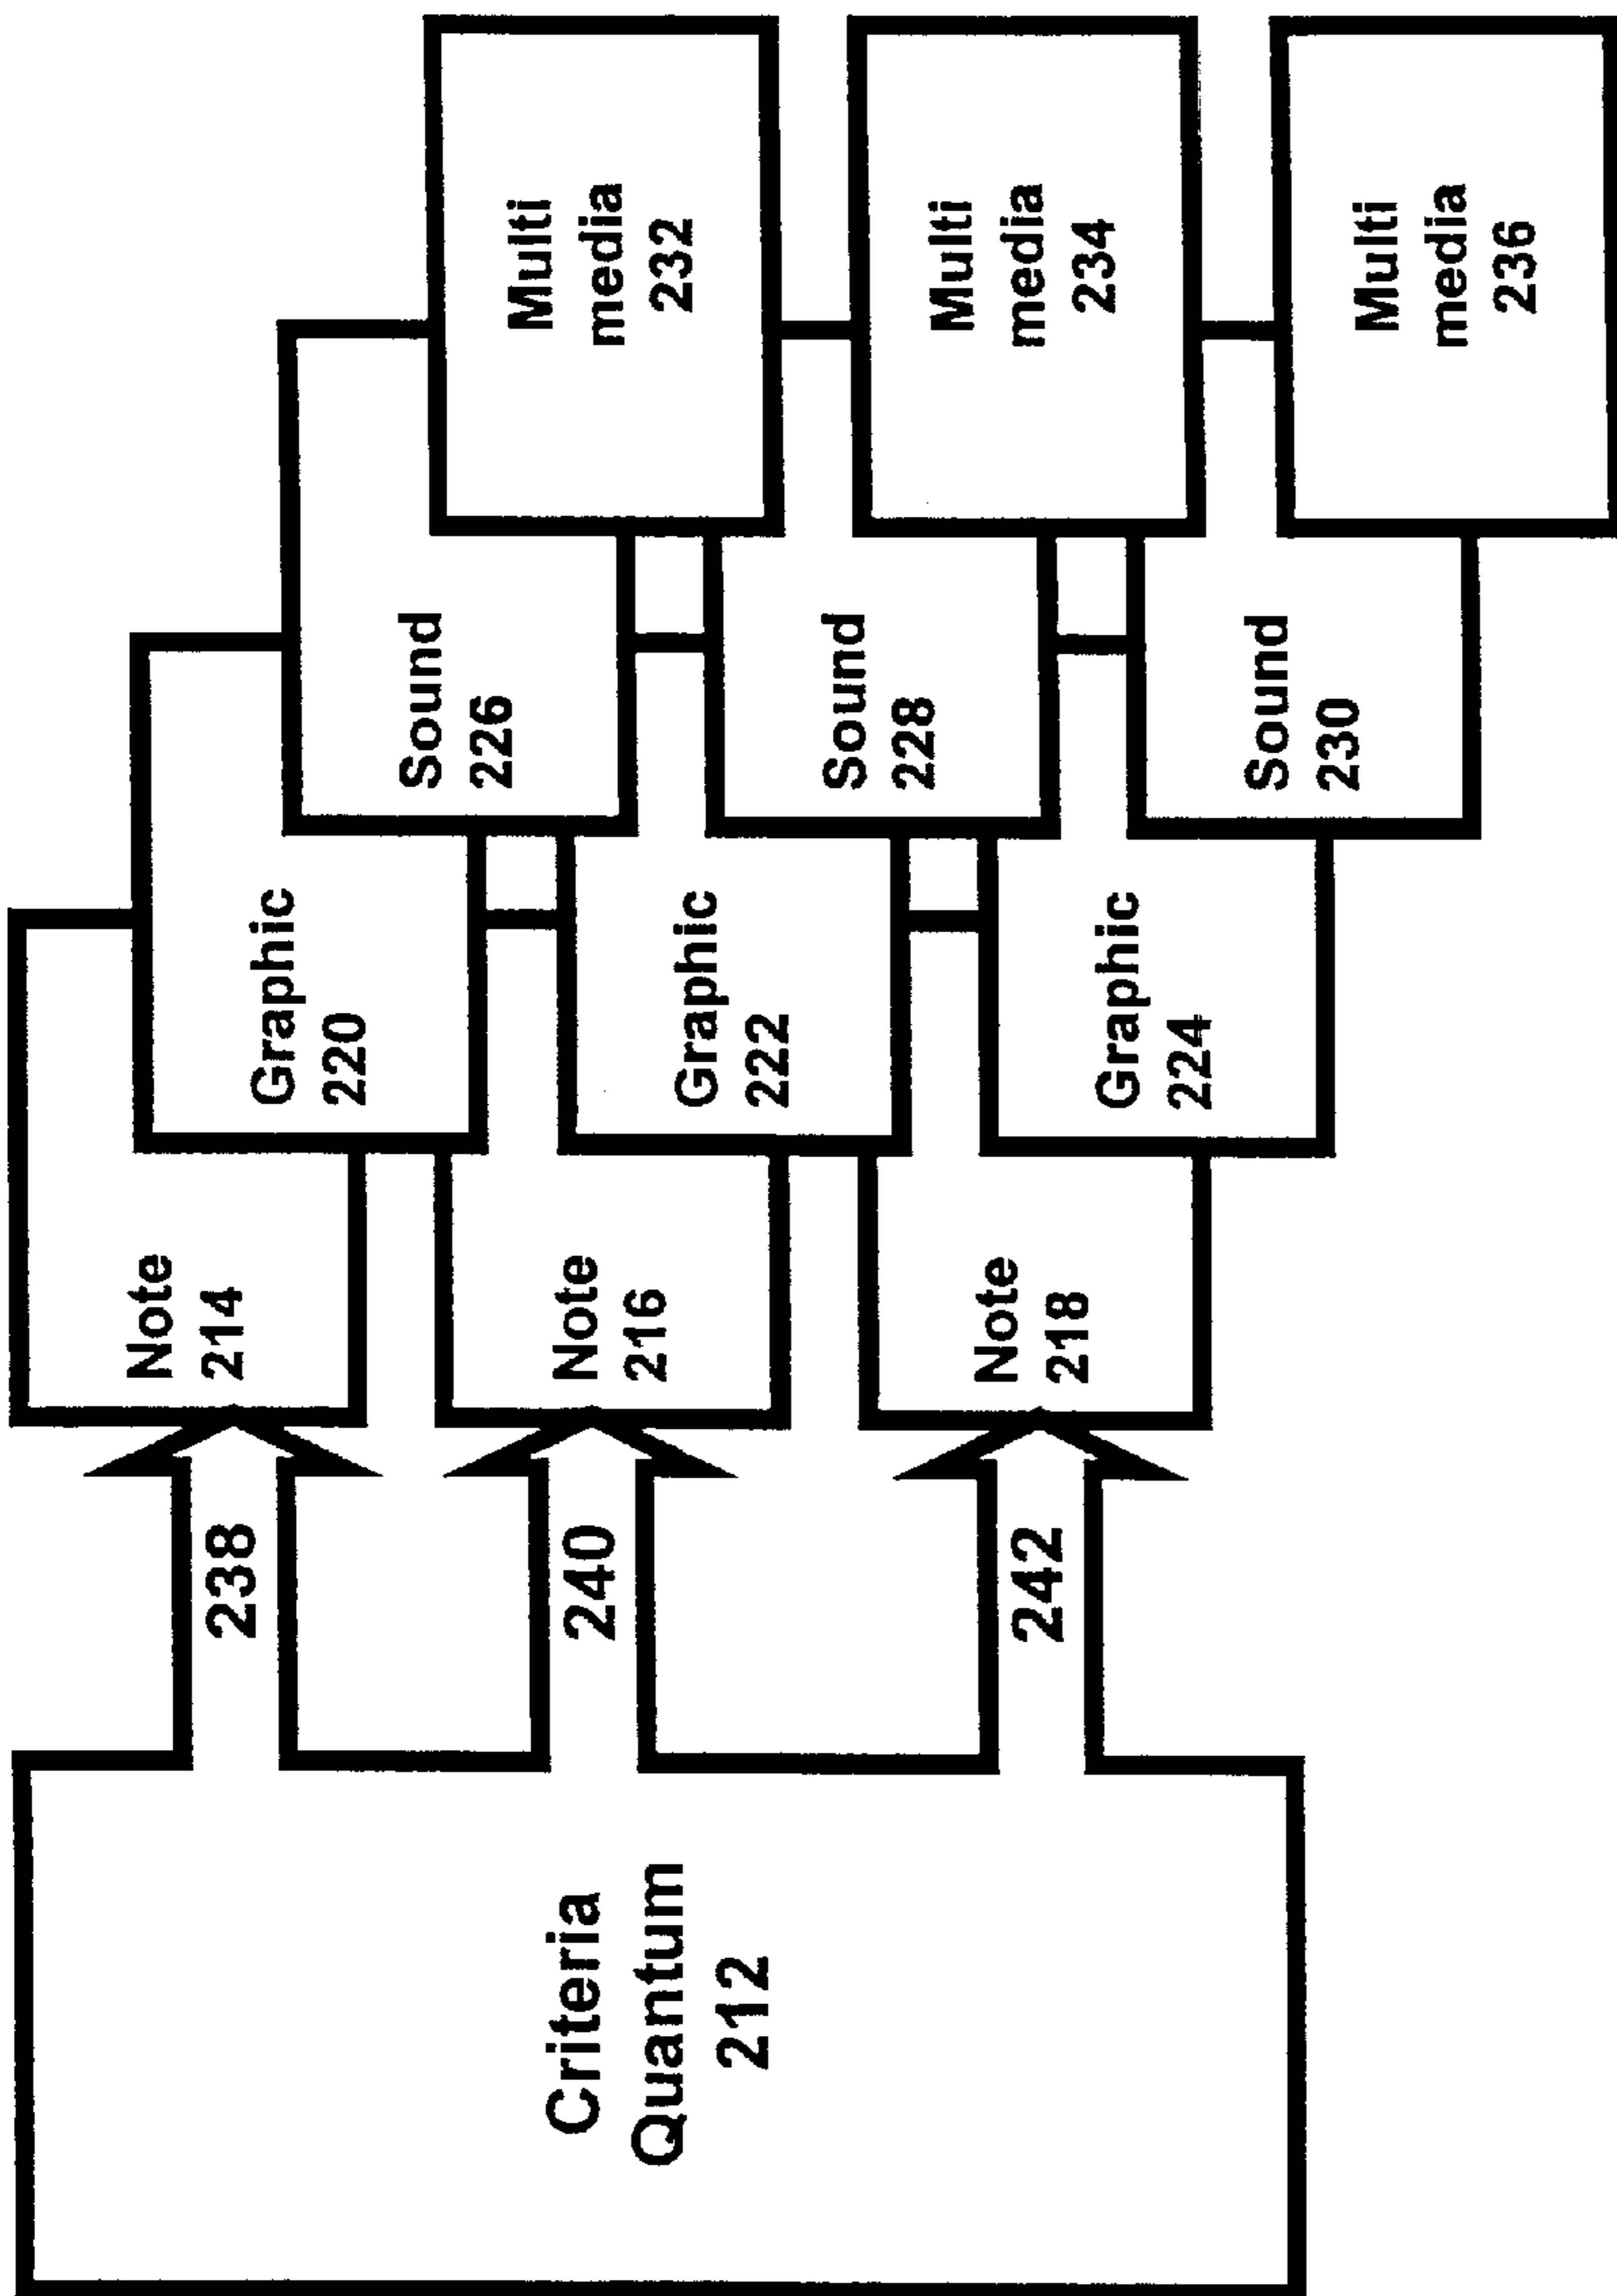 Criteria
Quantum
212
238
240
242
Note
214
Note
216
Note
218
Graphic
220
Graphic
222
Graphic
224
Sound
226
Sound
228
Sound
230
Multi
media
232
Multi
media
234
Multi
media
236